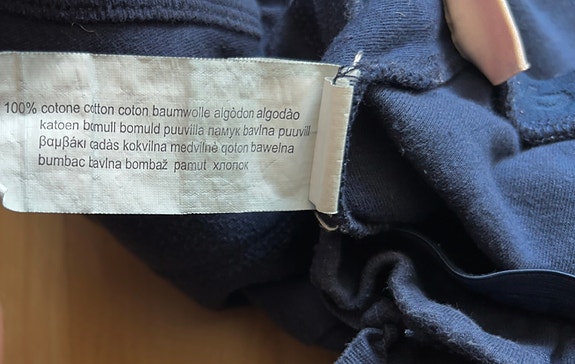 100% cotone cotton coton baumwolle algodon algodão
katoen bomull bomuld puuvilla памук bavlna puuvill
βαμβάκι cadàs kokvilna medvilnė qoton bawełna
bumbac bavlna bombaž pamut хлопок